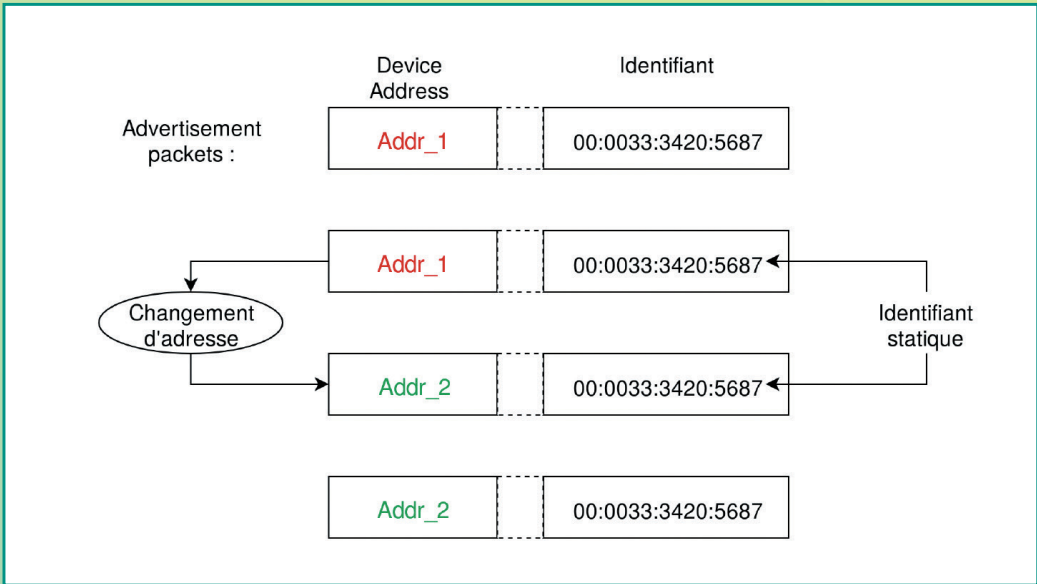 Device
Address
Identifiant
Advertisement
packets :
Addr_1
00:0033:3420:5687
Addr_1
00:0033:3420:5687
Changement
d'adresse
Identifiant
statique
Addr_2
00:0033:3420:5687
Addr_2
00:0033:3420:5687